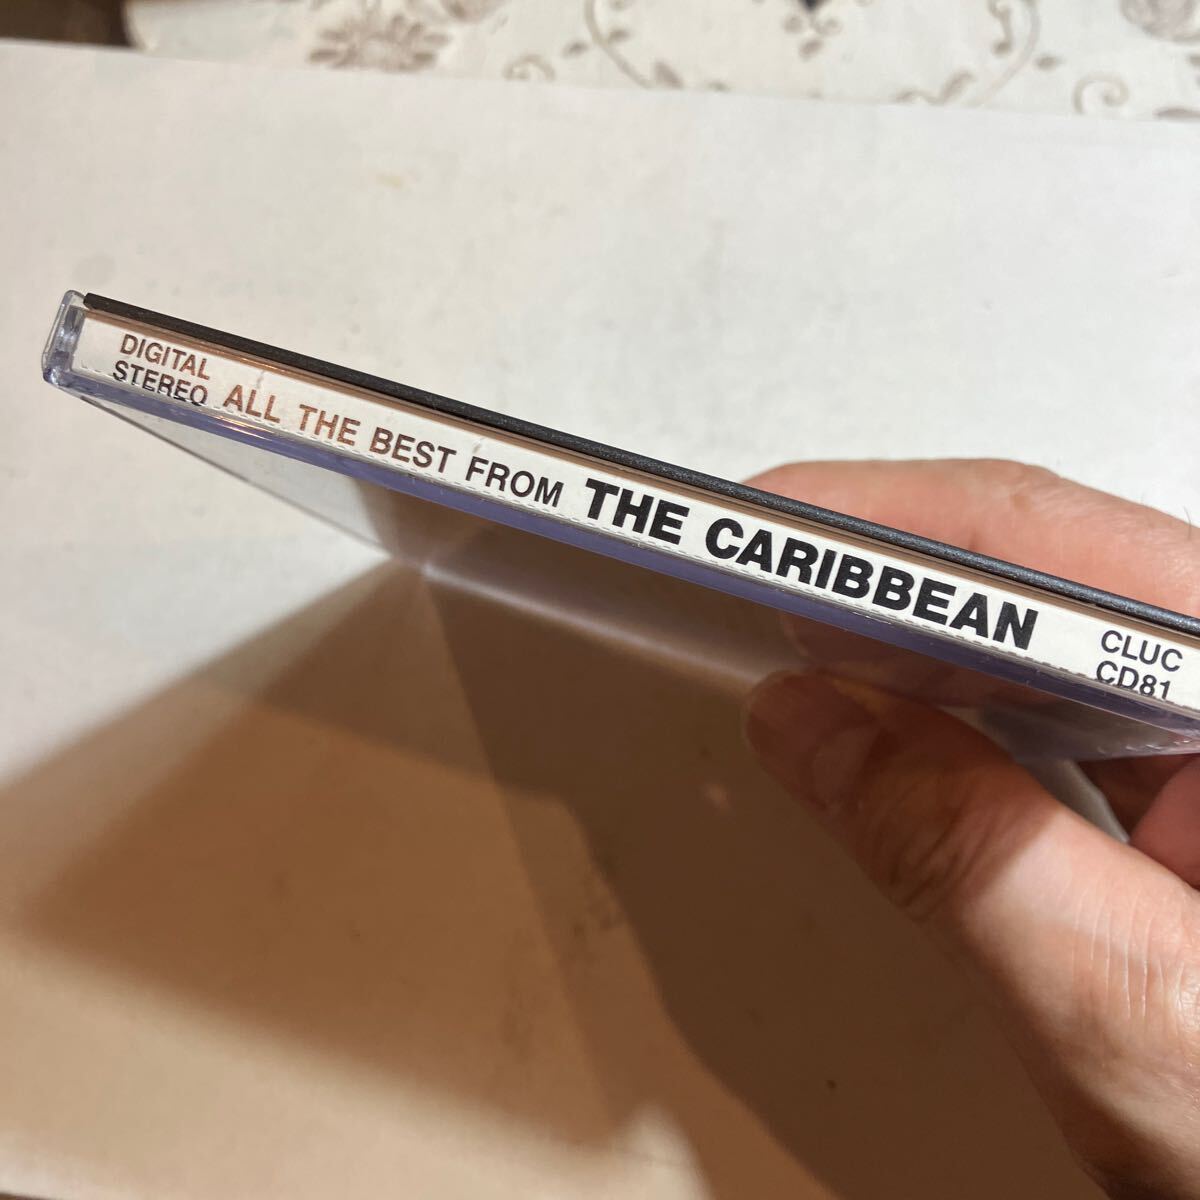 DIGITAL
STEREO
ALL THE BEST FROM THE CARIBBEAN
CLUC
CD81